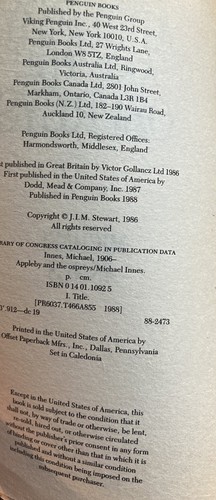 PENGUIN BOOKS
Published by the Penguin Group
Viking Penguin Inc., 40 West 23rd Street,
New York, New York 10010, U.S.A.
Penguin Books Ltd, 27 Wrights Lane,
London W8 5TZ, England
Penguin Books Australia Ltd, Ringwood,
Victoria, Australia
Penguin Books Canada Ltd, 2801 John Street,
Markham, Ontario, Canada L3R 1B4
Penguin Books (N.Z.) Ltd, 182–190 Wairau Road,
Auckland 10, New Zealand
Penguin Books Ltd, Registered Offices:
Harmondsworth, Middlesex, England
t published in Great Britain by Victor Gollancz Ltd 1986
First published in the United States of America by
Dodd, Mead & Company, Inc. 1987
Published in Penguin Books 1988
Copyright © J.I.M. Stewart, 1986
All rights reserved
RARY OF CONGRESS CATALOGING IN PUBLICATION DATA
Innes, Michael, 1906–
Appleby and the ospreys/Michael Innes.
p. cm.
ISBN 0 14 01.1092 5
I. Title.
[PR6037.T466A855 1988]
'.912–dc 19 88-2473
Printed in the United States of America by
Offset Paperback Mfrs., Inc., Dallas, Pennsylvania
Set in Caledonia
Except in the United States of America, this
book is sold subject to the condition that it
shall not, by way of trade or otherwise, be lent,
re-sold, hired out, or otherwise circulated
without the publisher's prior consent in any form
of binding or cover other than that in which it is
published and without a similar condition
including this condition being imposed on the
subsequent purchaser.